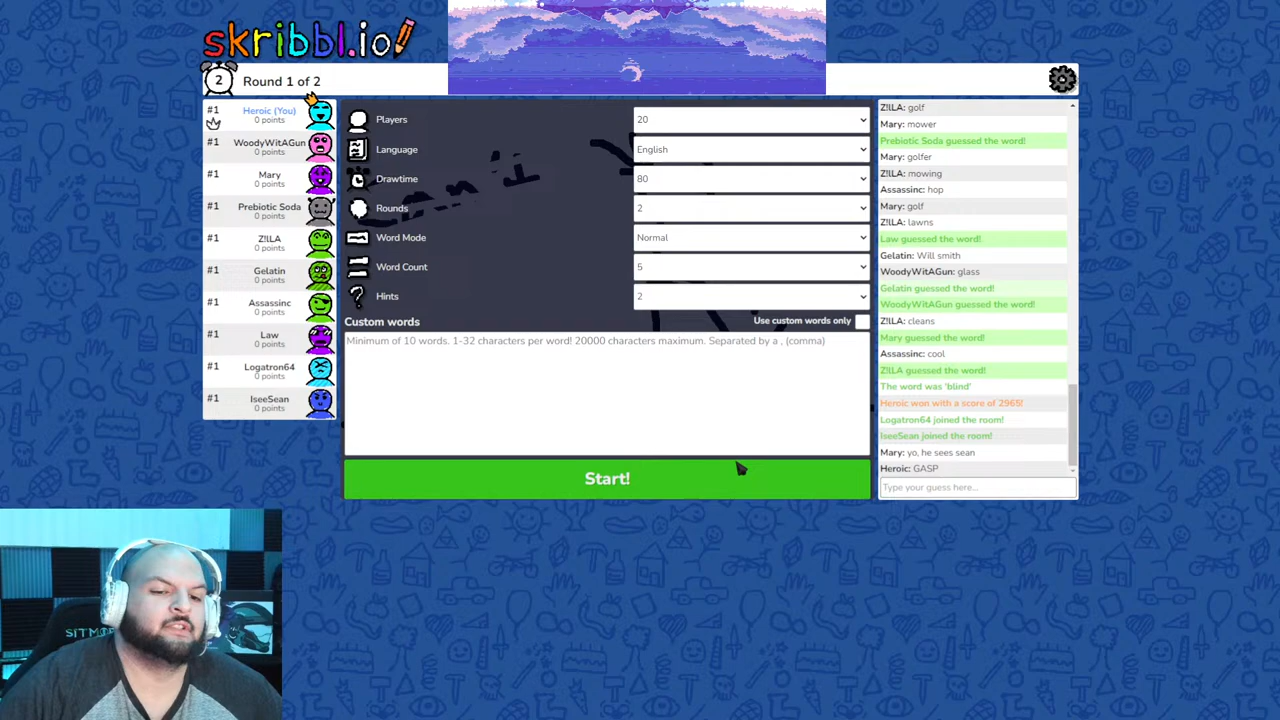 skribbl.io
2 Round 1 of 2
#1 Heroic (You)
0 points
#1 WoodyWitAGun
0 points
#1 Mary
0 points
#1 Prebiotic Soda
0 points
#1 Z!LLA
0 points
#1 Gelatin
0 points
#1 Assassinc
0 points
#1 Law
0 points
#1 Logatron64
0 points
#1 IseeSean
0 points
Players 20
Language English
Drawtime 80
Rounds 2
Word Mode Normal
Word Count 5
Hints 2
Custom words Use custom words only
Minimum of 10 words. 1-32 characters per word! 20000 characters maximum. Separated by a , (comma)
Start!
Z!LLA: golf
Mary: mower
Prebiotic Soda guessed the word!
Mary: golfer
Z!LLA: mowing
Assassinc: hop
Mary: golf
Z!LLA: lawns
Law guessed the word!
Gelatin: Will smith
WoodyWitAGun: glass
Gelatin guessed the word!
WoodyWitAGun guessed the word!
Z!LLA: cleans
Mary guessed the word!
Assassinc: cool
Z!LLA guessed the word!
The word was 'blind'
Heroic won with a score of 2965!
Logatron64 joined the room!
IseeSean joined the room!
Mary: yo, he sees sean
Heroic: GASP
Type your guess here...